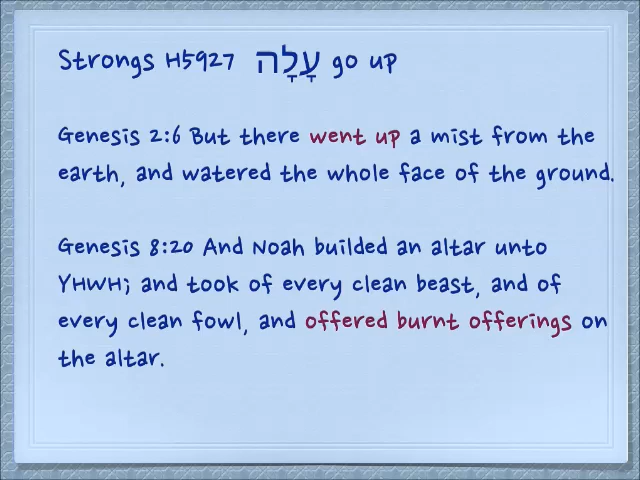 Strongs H5927 עָלָה go up
Genesis 2:6 But there went up a mist from the
earth, and watered the whole face of the ground.
Genesis 8:20 And Noah builded an altar unto
YHWH; and took of every clean beast, and of
every clean fowl, and offered burnt offerings on
the altar.